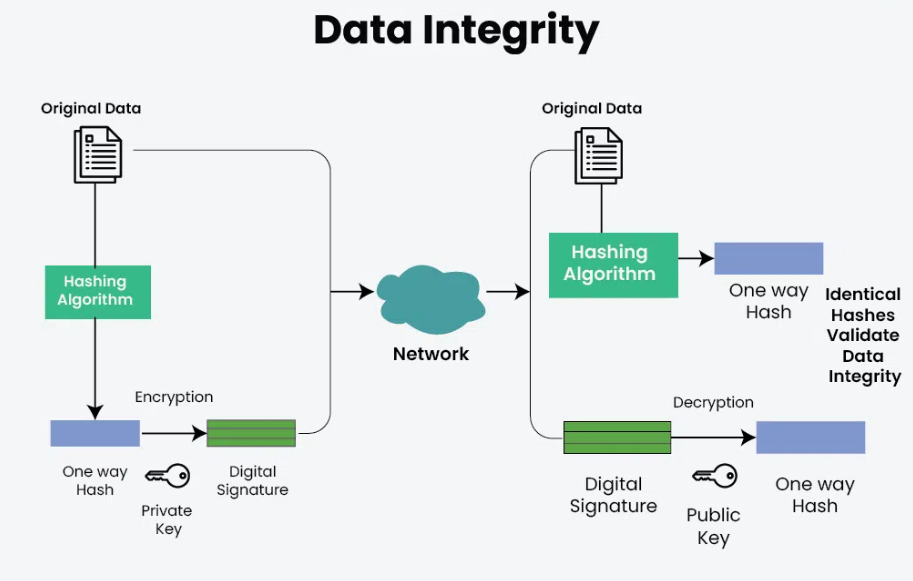 Data Integrity
Original Data
Hashing
Algorithm
Encryption
One way
Hash
Private
Key
Digital
Signature
Network
Original Data
Hashing
Algorithm
One way
Hash
Identical
Hashes
Validate
Data
Integrity
Decryption
Digital
Signature
Public
Key
One way
Hash